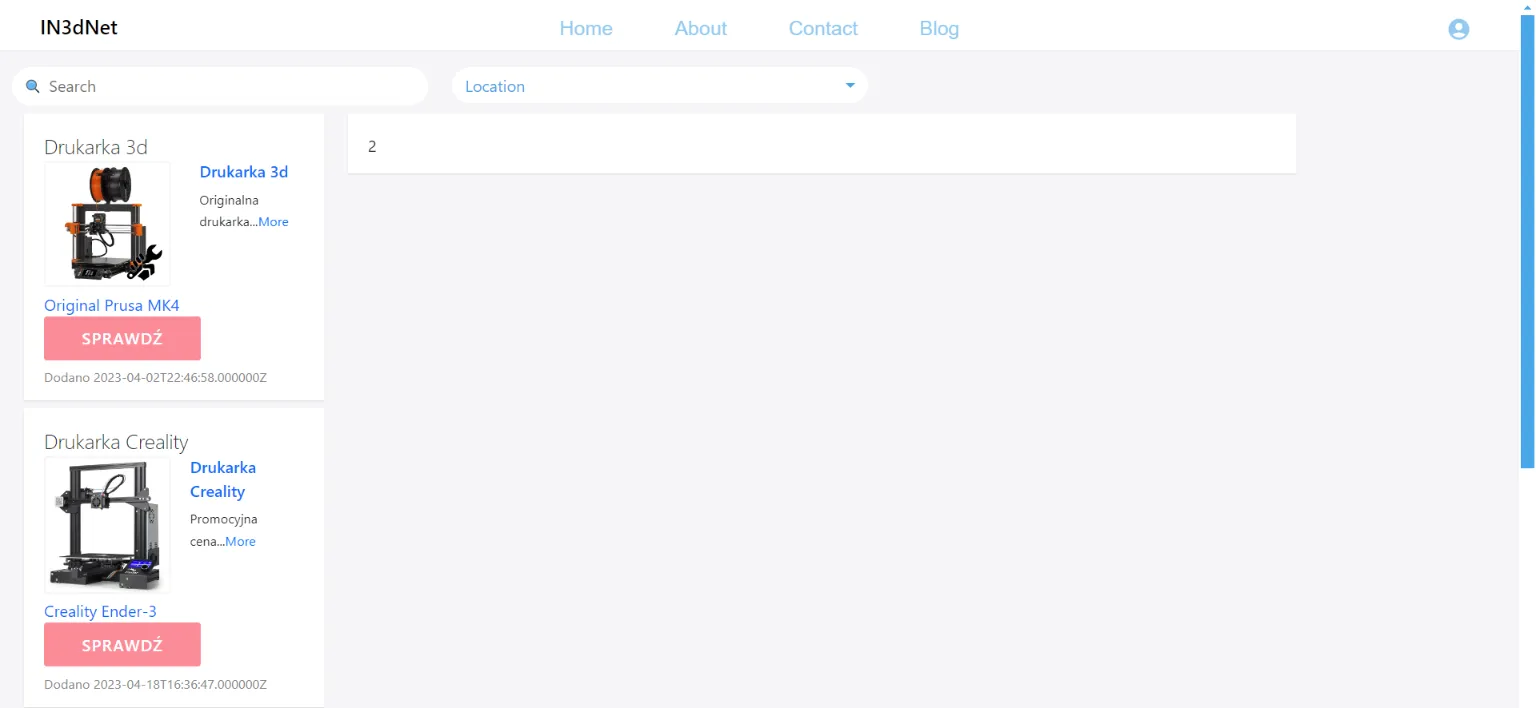 IN3dNet
Home
About
Contact
Blog
Search
Location
Drukarka 3d
Drukarka 3d
Originalna
drukarka...More
Original Prusa MK4
SPRAWDŹ
Dodano 2023-04-02T22:46:58.000000Z
2
Drukarka Creality
Drukarka
Creality
Promocyjna
cena...More
Creality Ender-3
SPRAWDŹ
Dodano 2023-04-18T16:36:47.000000Z